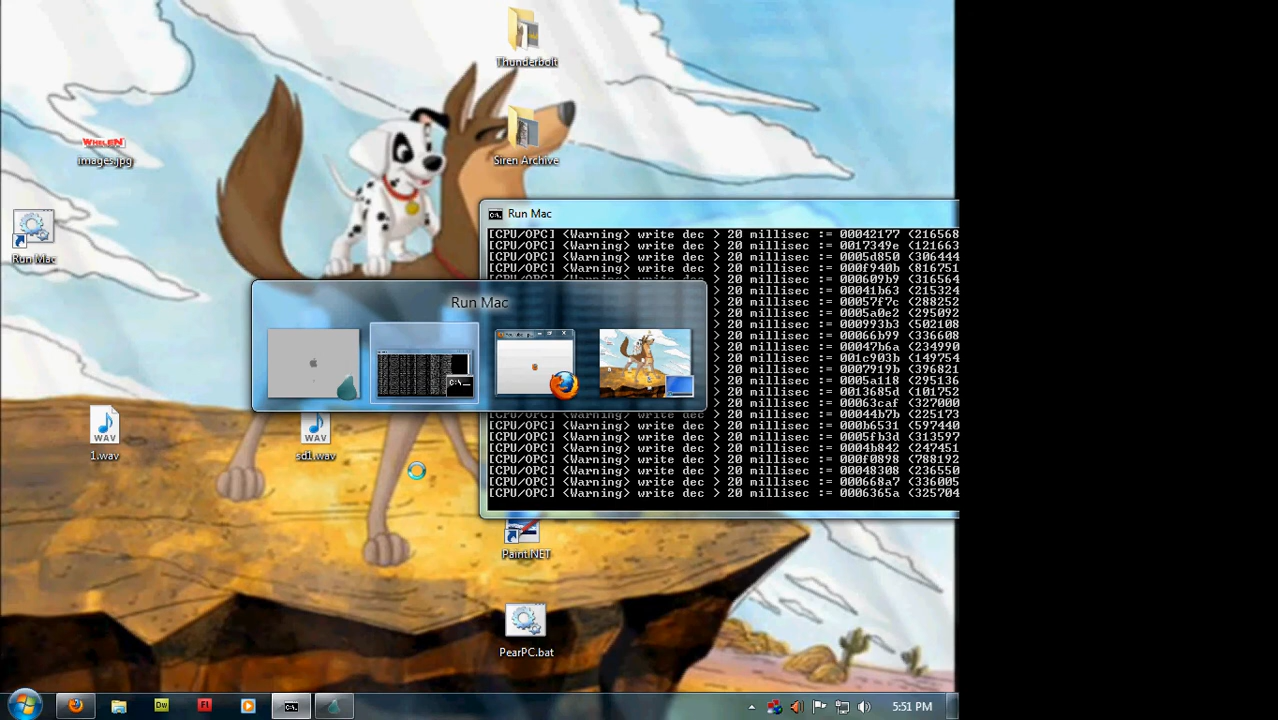 Thunderbolt
WHELEN
images.jpg
Siren Archive
Run Mac
Run Mac
[CPU/OPC] <Warning> write dec > 20 millisec := 00042177 <216568
[CPU/OPC] <Warning> write dec > 20 millisec := 0017349e <121663
[CPU/OPC] <Warning> write dec > 20 millisec := 0005d850 <306444
[CPU/OPC] <Warning> write dec > 20 millisec := 000f940b <816751
[CPU/OPC] <Warning> write dec > 20 millisec := 000609b9 <316564
> 20 millisec := 00041b63 <215324
> 20 millisec := 00057f7c <288252
> 20 millisec := 0005a0e2 <295092
> 20 millisec := 000993b3 <502108
> 20 millisec := 00066b99 <336608
> 20 millisec := 00047b6a <234990
> 20 millisec := 001c903b <149754
> 20 millisec := 0007919b <396821
> 20 millisec := 0005a118 <295136
> 20 millisec := 0013685d <101752
> 20 millisec := 00063caf <327000
[CPU/OPC] <Warning> write dec > 20 millisec := 00044b7b <225173
[CPU/OPC] <Warning> write dec > 20 millisec := 000b6531 <597440
[CPU/OPC] <Warning> write dec > 20 millisec := 0005fb3d <313597
[CPU/OPC] <Warning> write dec > 20 millisec := 0004b842 <247451
[CPU/OPC] <Warning> write dec > 20 millisec := 000f0898 <788192
[CPU/OPC] <Warning> write dec > 20 millisec := 00048308 <236550
[CPU/OPC] <Warning> write dec > 20 millisec := 000668a7 <336005
[CPU/OPC] <Warning> write dec > 20 millisec := 0006365a <325704
Run Mac
C:\...
WAV
1.wav
WAV
sd1.wav
Paint.NET
PearPC.bat
Dw
Fl
C:\.
5:51 PM